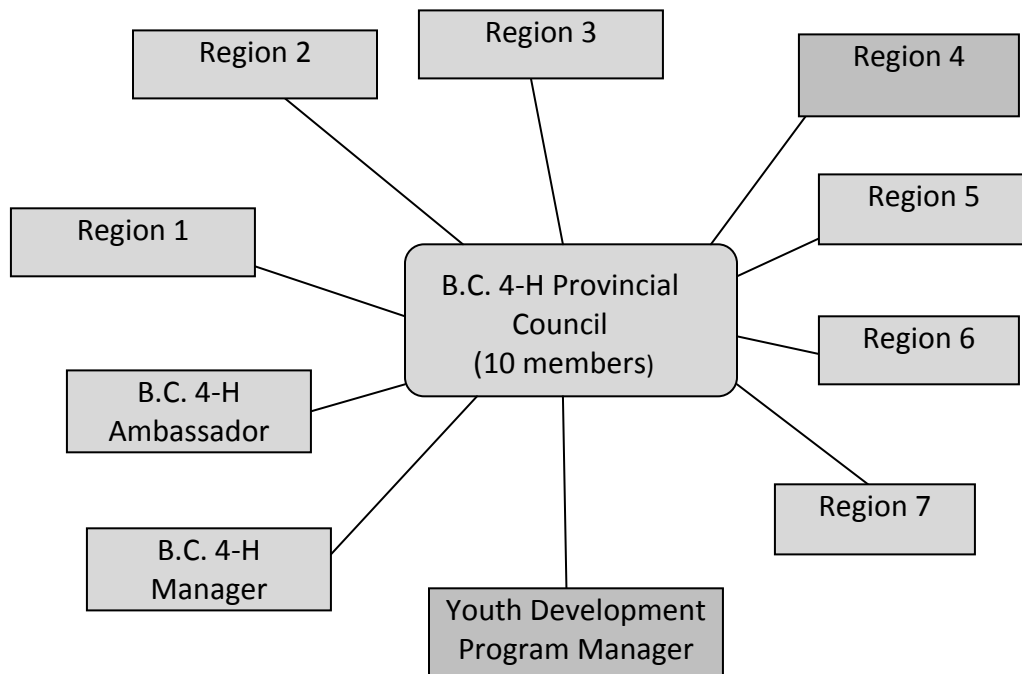 Region 2
Region 3
Region 4
Region 1
Region 5
B.C. 4-H Provincial
Council
(10 members)
Region 6
B.C. 4-H
Ambassador
Region 7
B.C. 4-H
Manager
Youth Development
Program Manager